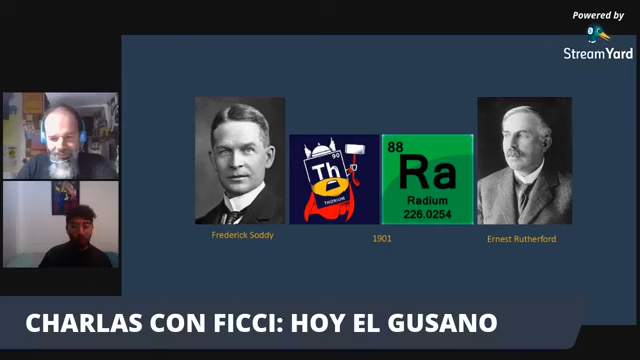 Powered by
StreamYard
90
Th
THORIUM
88
Ra
Radium
226.0254
Frederick Soddy
1901
Ernest Rutherford
CHARLAS CON FICCI: HOY EL GUSANO